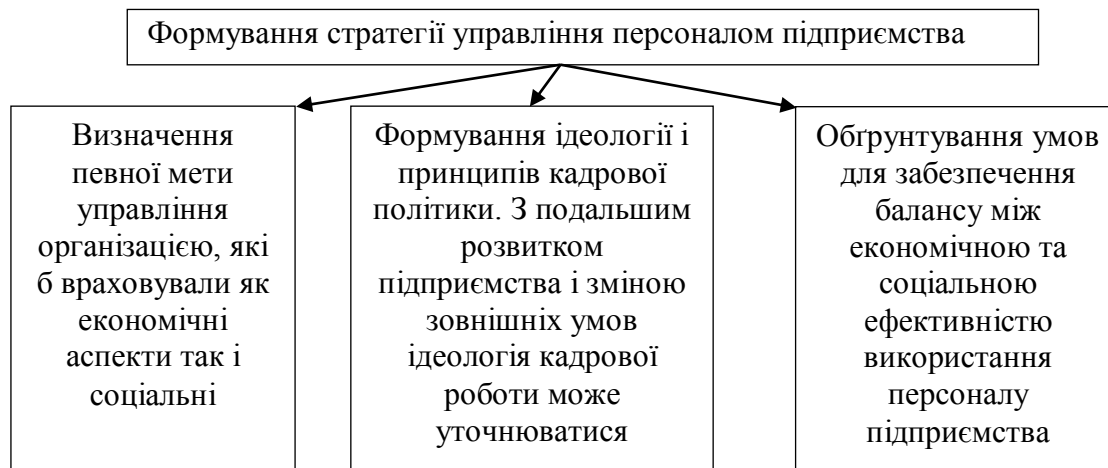 Формування стратегії управління персоналом підприємства
Визначення
певної мети
управління
організацією, які
б враховували як
економічні
аспекти так і
соціальні
Формування ідеології і
принципів кадрової
політики. З подальшим
розвитком
підприємства і зміною
зовнішніх умов
ідеологія кадрової
роботи може
уточнюватися
Обґрунтування умов
для забезпечення
балансу між
економічною та
соціальною
ефективністю
використання
персоналу
підприємства